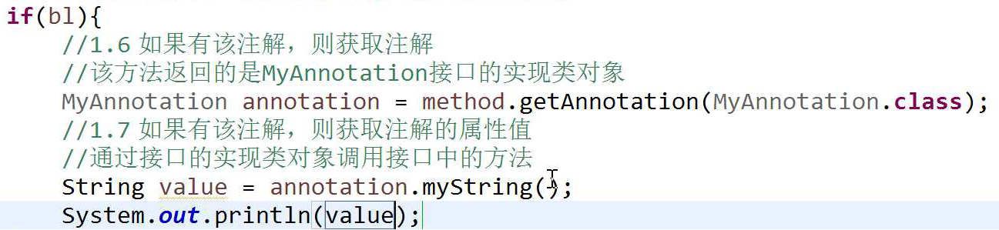 if(bl){
//1.6 如果有该注解，则获取注解
//该方法返回的是MyAnnotation接口的实现类对象
MyAnnotation annotation = method.getAnnotation(MyAnnotation.class);
//1.7 如果有该注解，则获取注解的属性值
//通过接口的实现类对象调用接口中的方法
String value = annotation.myString();
System.out.println(value);